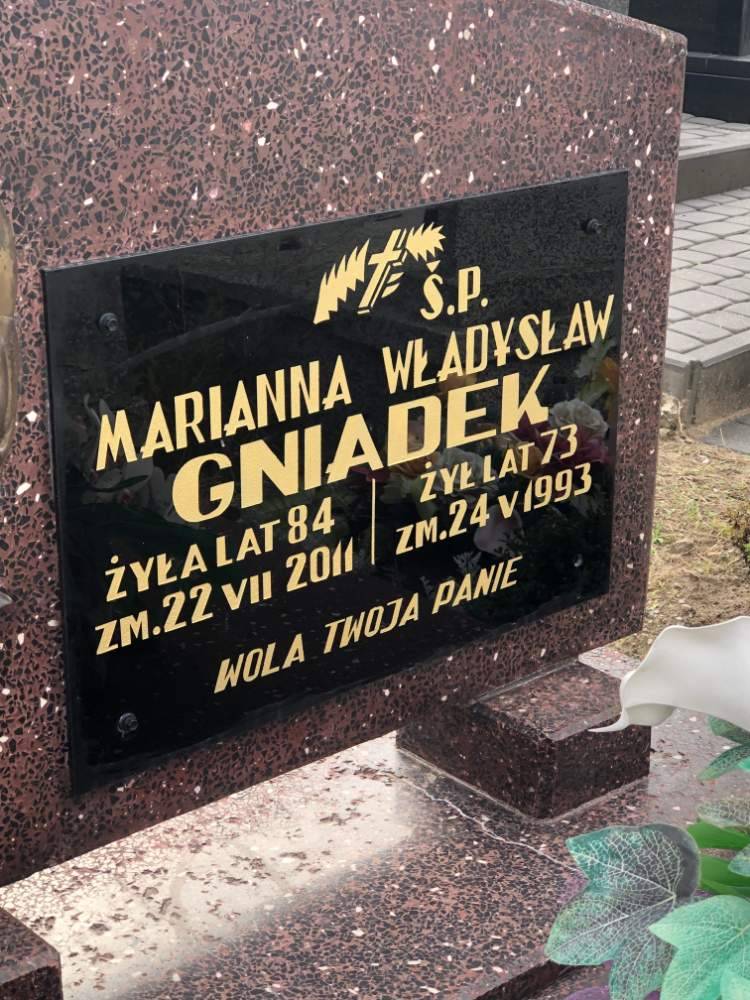 Ś.P.
MARIANNA WŁADYSŁAW
GNIADEK
ŻYŁA LAT 84
ZM. 22 VII 2011
ŻYŁ LAT 73
ZM. 24 V 1993
WOLA TWOJA PANIE